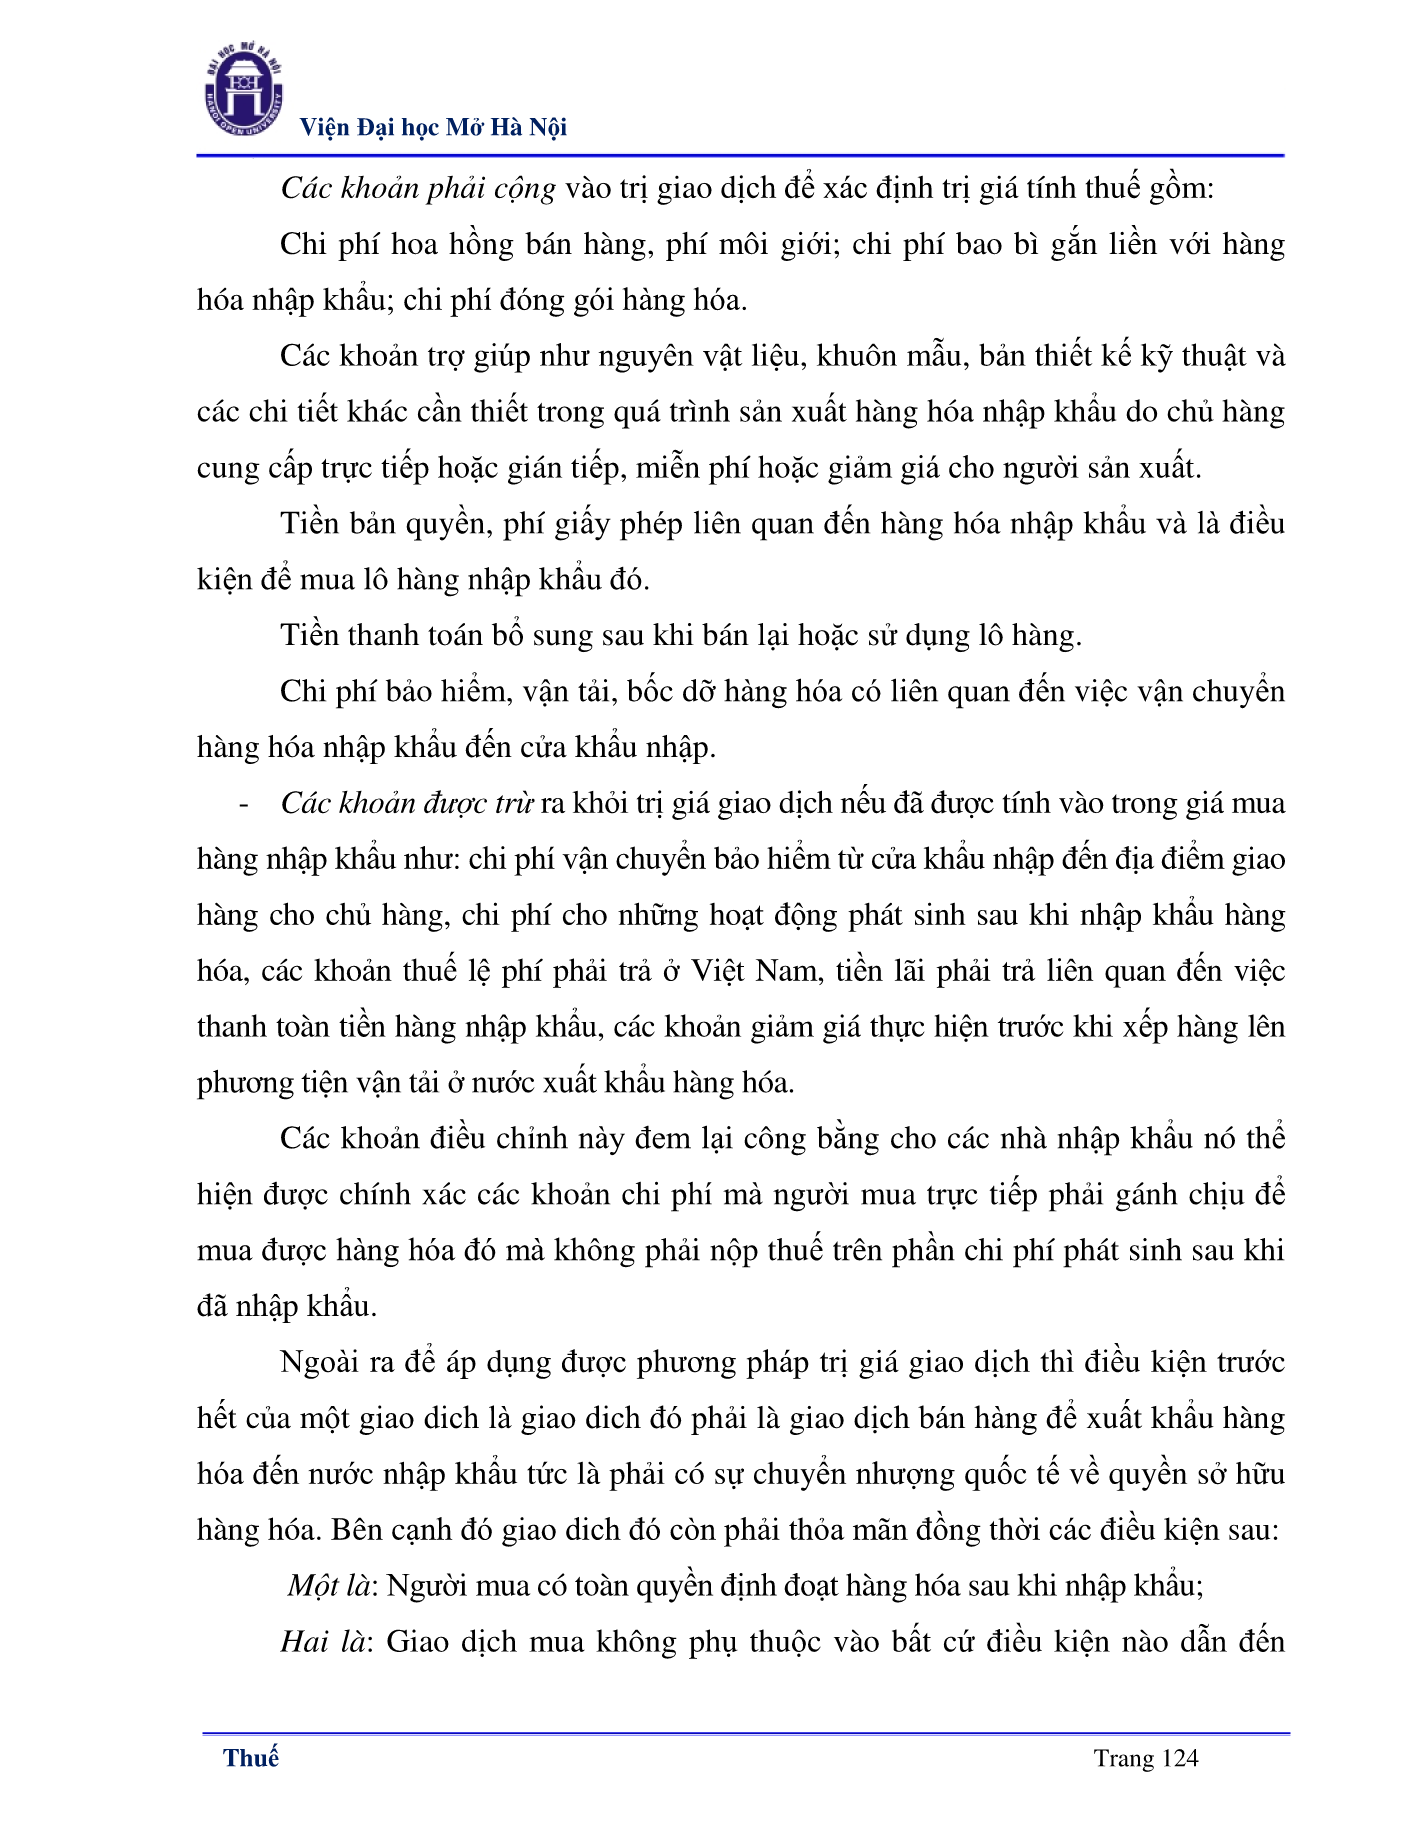 ĐẠI HỌC MỞ HÀ NỘI
HANOI OPEN UNIVERSITY
Viện Đại học Mở Hà Nội
Các khoản phải cộng vào trị giao dịch để xác định trị giá tính thuế gồm:
Chi phí hoa hồng bán hàng, phí môi giới; chi phí bao bì gắn liền với hàng
hóa nhập khẩu; chi phí đóng gói hàng hóa.
Các khoản trợ giúp như nguyên vật liệu, khuôn mẫu, bản thiết kế kỹ thuật và
các chi tiết khác cần thiết trong quá trình sản xuất hàng hóa nhập khẩu do chủ hàng
cung cấp trực tiếp hoặc gián tiếp, miễn phí hoặc giảm giá cho người sản xuất.
Tiền bản quyền, phí giấy phép liên quan đến hàng hóa nhập khẩu và là điều
kiện để mua lô hàng nhập khẩu đó.
Tiền thanh toán bổ sung sau khi bán lại hoặc sử dụng lô hàng.
Chi phí bảo hiểm, vận tải, bốc dỡ hàng hóa có liên quan đến việc vận chuyển
hàng hóa nhập khẩu đến cửa khẩu nhập.
- Các khoản được trừ ra khỏi trị giá giao dịch nếu đã được tính vào trong giá mua
hàng nhập khẩu như: chi phí vận chuyển bảo hiểm từ cửa khẩu nhập đến địa điểm giao
hàng cho chủ hàng, chi phí cho những hoạt động phát sinh sau khi nhập khẩu hàng
hóa, các khoản thuế lệ phí phải trả ở Việt Nam, tiền lãi phải trả liên quan đến việc
thanh toàn tiền hàng nhập khẩu, các khoản giảm giá thực hiện trước khi xếp hàng lên
phương tiện vận tải ở nước xuất khẩu hàng hóa.
Các khoản điều chỉnh này đem lại công bằng cho các nhà nhập khẩu nó thể
hiện được chính xác các khoản chi phí mà người mua trực tiếp phải gánh chịu để
mua được hàng hóa đó mà không phải nộp thuế trên phần chi phí phát sinh sau khi
đã nhập khẩu.
Ngoài ra để áp dụng được phương pháp trị giá giao dịch thì điều kiện trước
hết của một giao dich là giao dich đó phải là giao dịch bán hàng để xuất khẩu hàng
hóa đến nước nhập khẩu tức là phải có sự chuyển nhượng quốc tế về quyền sở hữu
hàng hóa. Bên cạnh đó giao dich đó còn phải thỏa mãn đồng thời các điều kiện sau:
Một là: Người mua có toàn quyền định đoạt hàng hóa sau khi nhập khẩu;
Hai là: Giao dịch mua không phụ thuộc vào bất cứ điều kiện nào dẫn đến
Thuế Trang 124